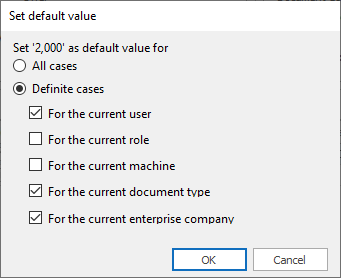 Set default value
Set '2,000' as default value for
All cases
Definite cases
For the current user
For the current role
For the current machine
For the current document type
For the current enterprise company
OK
Cancel